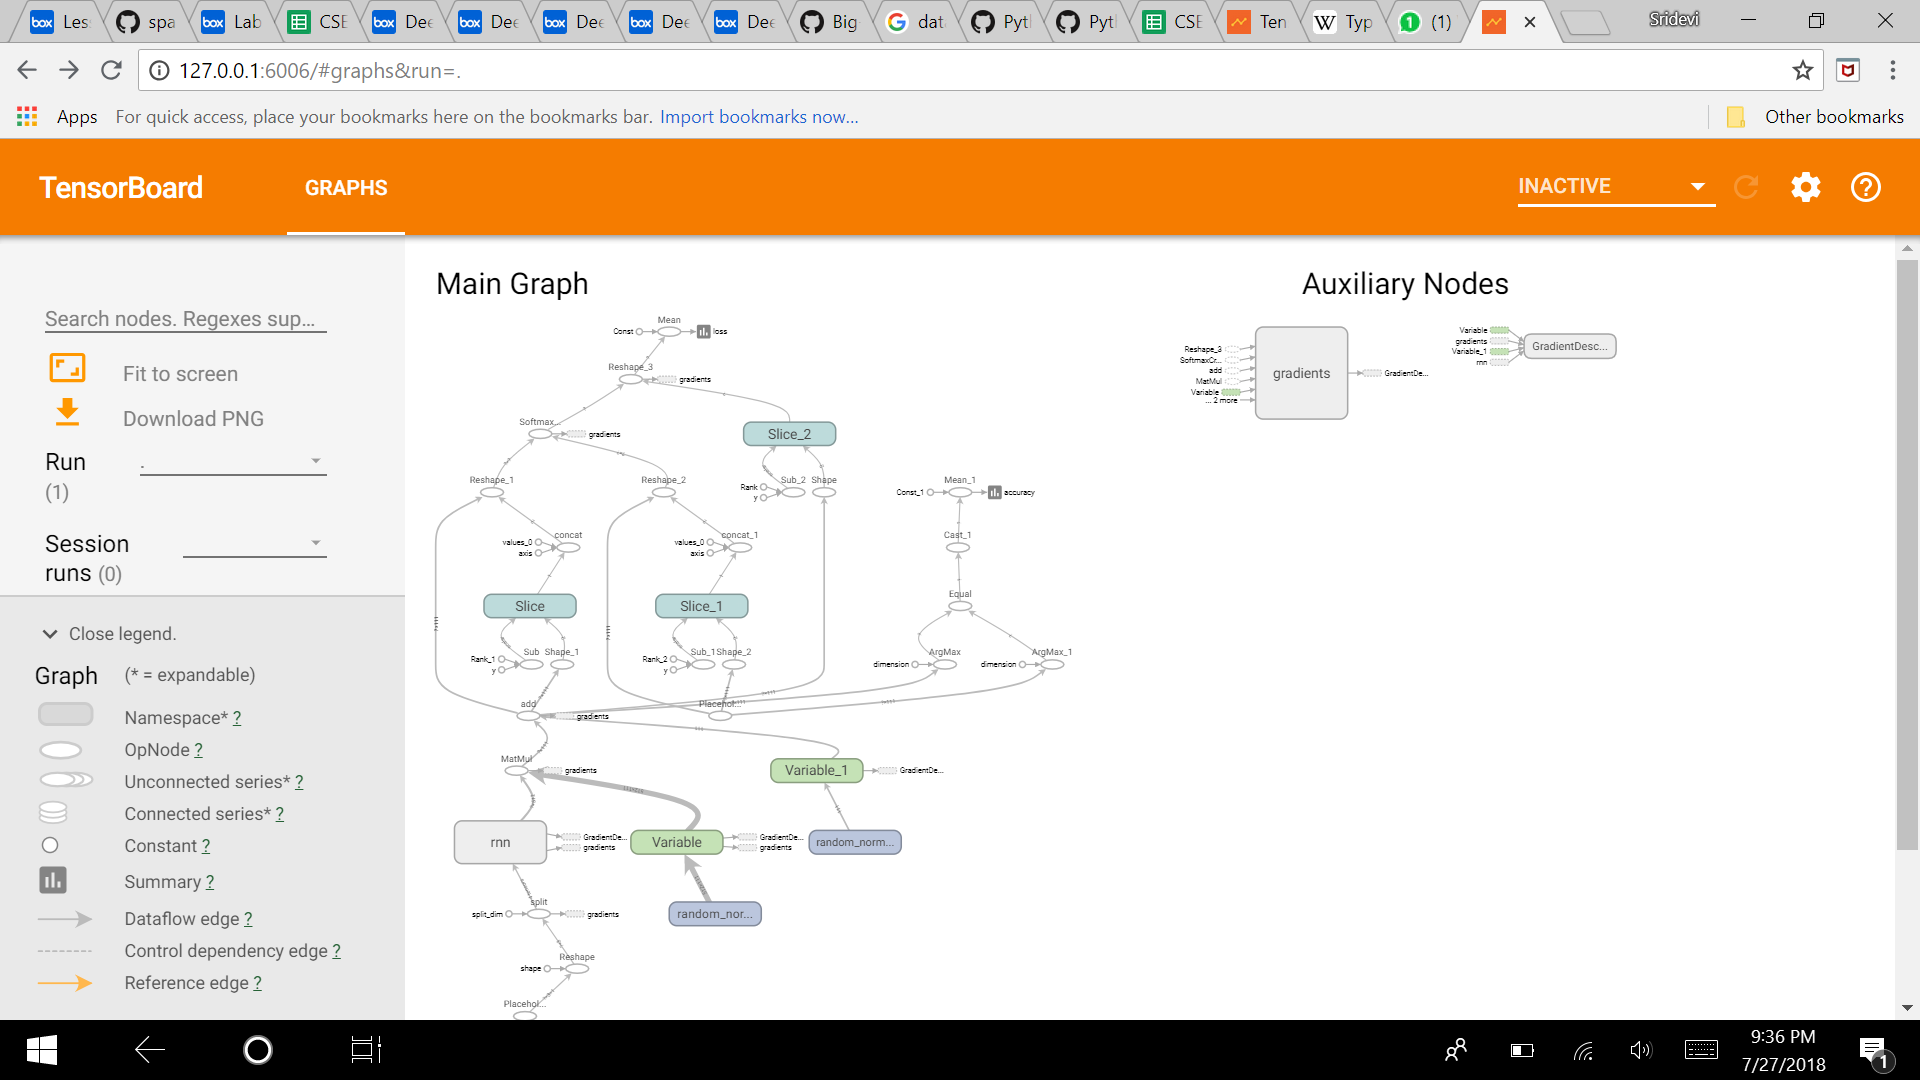 Les
spa
Lab
CSE
Dee
Dee
Dee
Dee
Dee
Big
dat
Pytl
Pytl
CSE
Ten
Typ
(1)
Sridevi
127.0.0.1:6006/#graphs&run=.
Apps
For quick access, place your bookmarks here on the bookmarks bar. Import bookmarks now...
Other bookmarks
TensorBoard
GRAPHS
INACTIVE
Search nodes. Regexes sup...
Fit to screen
Download PNG
Run
(1)
.
Session
runs (0)
Close legend.
Graph (* = expandable)
Namespace* ?
OpNode ?
Unconnected series* ?
Connected series* ?
Constant ?
Summary ?
Dataflow edge ?
Control dependency edge ?
Reference edge ?
Main Graph
Mean
Const
loss
Reshape_3
gradients
Softmax...
gradients
Slice_2
Reshape_1
Reshape_2
Rank
y
Sub_2
Shape
Mean_1
Const_1
accuracy
values_0
axis
concat
values_0
axis
concat_1
Cast_1
Slice
Slice_1
Equal
Rank_1
y
Sub
Shape_1
Rank_2
y
Sub_1
Shape_2
dimension
ArgMax
dimension
ArgMax_1
add
gradients
Placehol...
MatMul
gradients
Variable_1
GradientDe...
rnn
GradientDe...
gradients
Variable
GradientDe...
gradients
random_norm...
split
split_dim
gradients
random_nor...
Reshape
shape
Placehol...
Auxiliary Nodes
Reshape_3
SoftmaxCr...
add
MatMul
Variable
... 2 more
gradients
GradientDe...
Variable
gradients
Variable_1
rnn
GradientDesc...
9:36 PM
7/27/2018
1